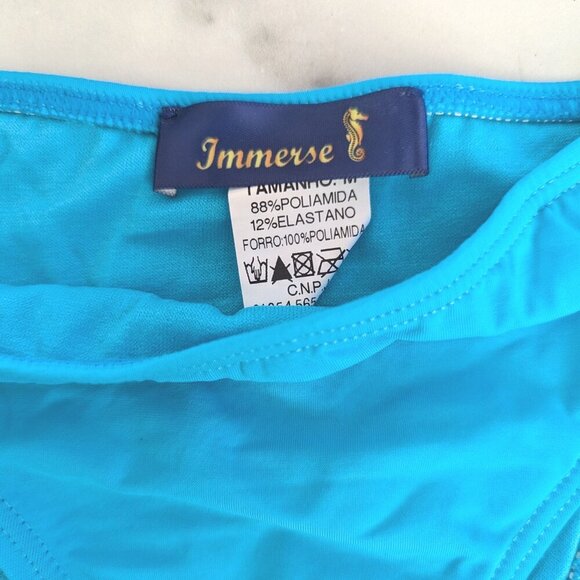 Immerse
TAMANHO: M
88%POLIAMIDA
12%ELASTANO
FORRO:100%POLIAMIDA
C.N.P.